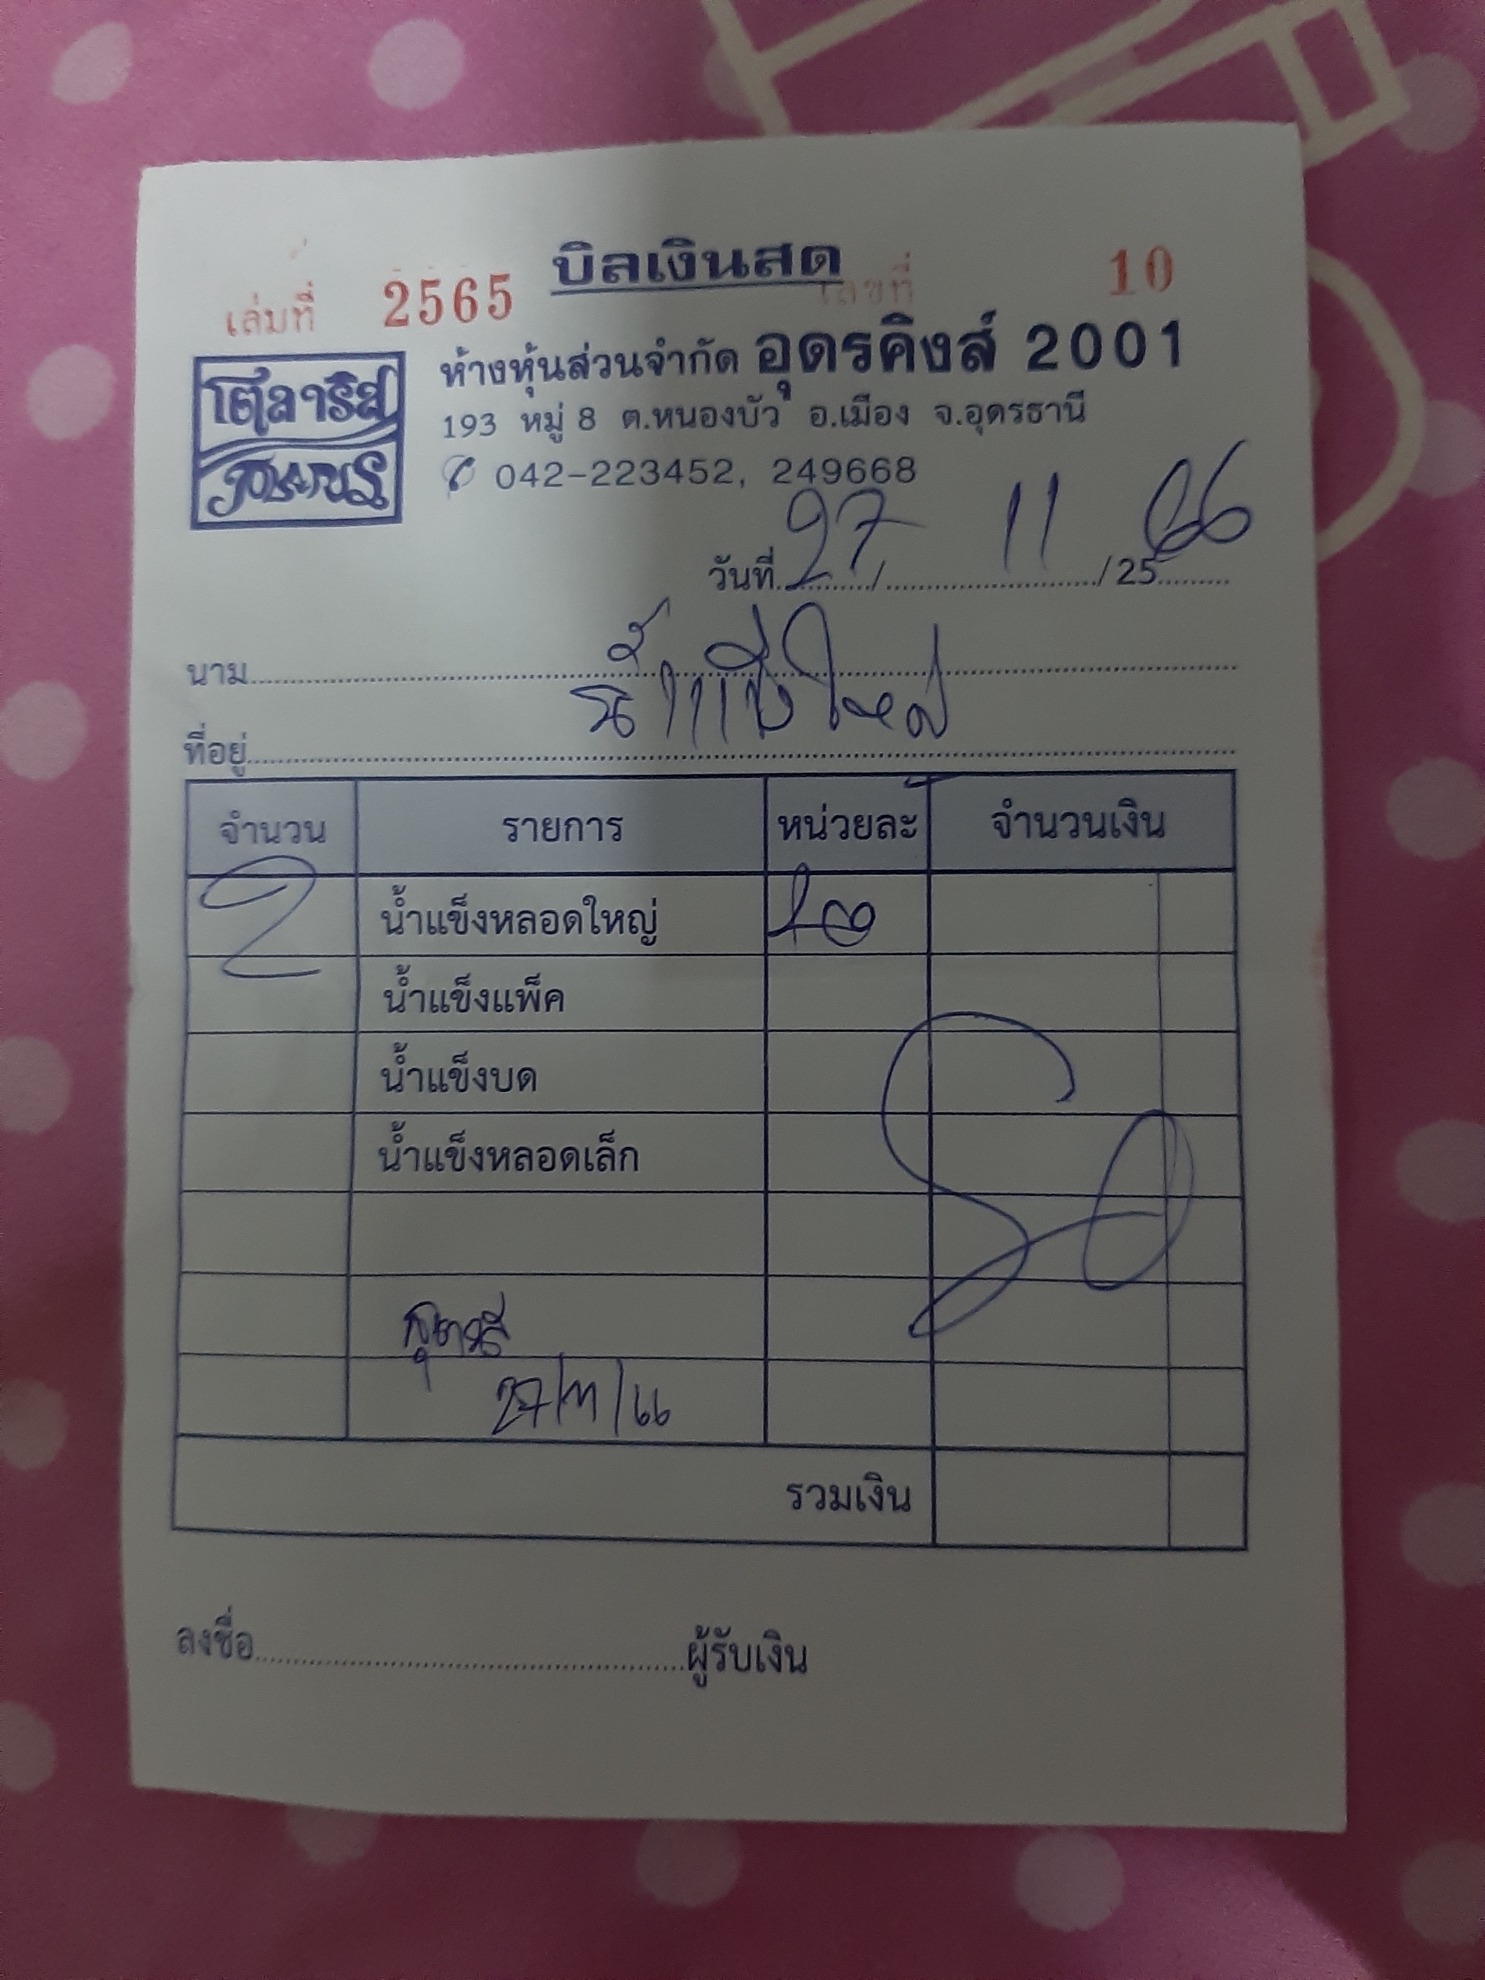 บิลเงินสด
เล่มที่ 2565 เลขที่ 10
ห้างหุ้นส่วนจำกัด อุดรคิงส์ 2001
โตลาริส
193 หมู่ 8 ต.หนองบัว อ.เมือง จ.อุดรธานี
042-223452, 249668
วันที่ 27 / 11 / 2566
นาม
น้ำแข็งใหญ่
ที่อยู่
จำนวน รายการ หน่วยละ จำนวนเงิน
2 น้ำแข็งหลอดใหญ่ 40
น้ำแข็งแพ็ค
น้ำแข็งบด
น้ำแข็งหลอดเล็ก
80
27/11/66
รวมเงิน
ลงชื่อ ผู้รับเงิน